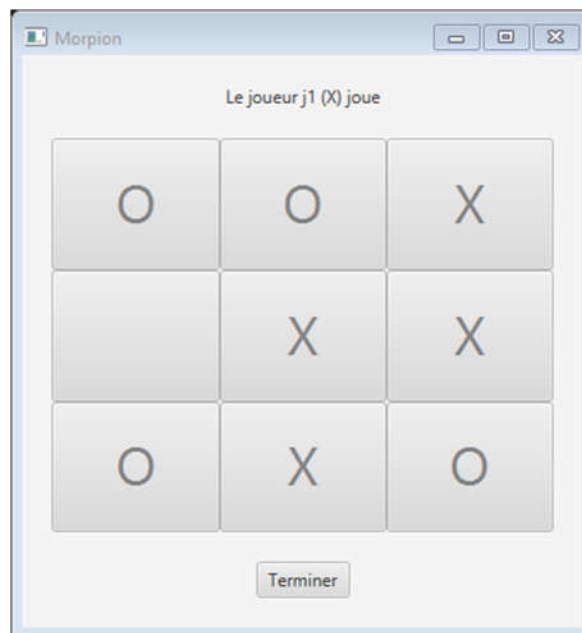 Morpion
Le joueur j1 (X) joue
O O X
X X
O X O
Terminer